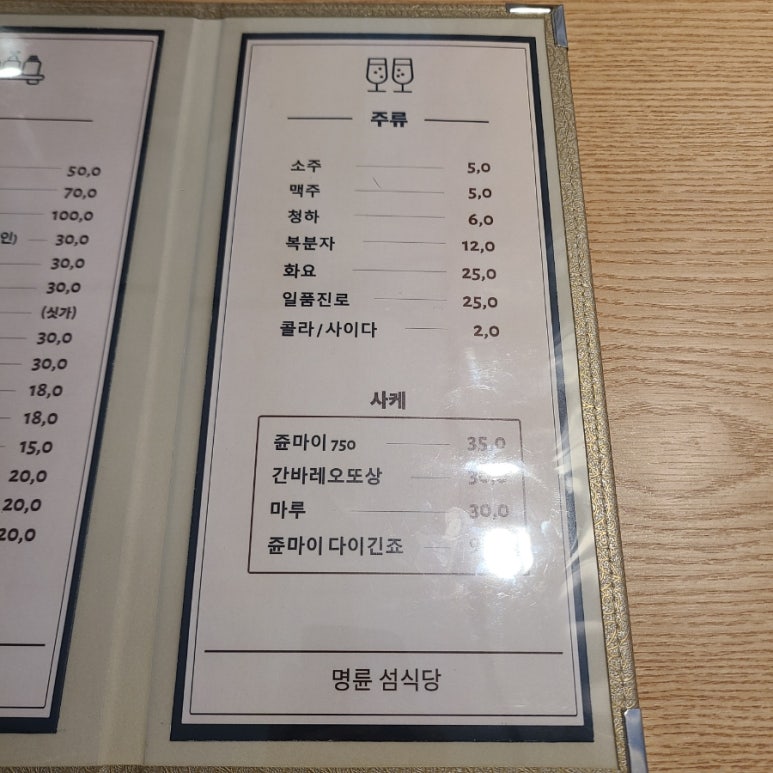 50,0
70,0
100,0
인) 30,0
30,0
30,0
(싯가)
30,0
30,0
18,0
18,0
15,0
20,0
20,0
20,0
주류
소주 5,0
맥주 5,0
청하 6,0
복분자 12,0
화요 25,0
일품진로 25,0
콜라/사이다 2,0
사케
쥰마이 750 35,0
간바레오또상
마루 30,0
쥰마이 다이긴죠
명륜 섬식당